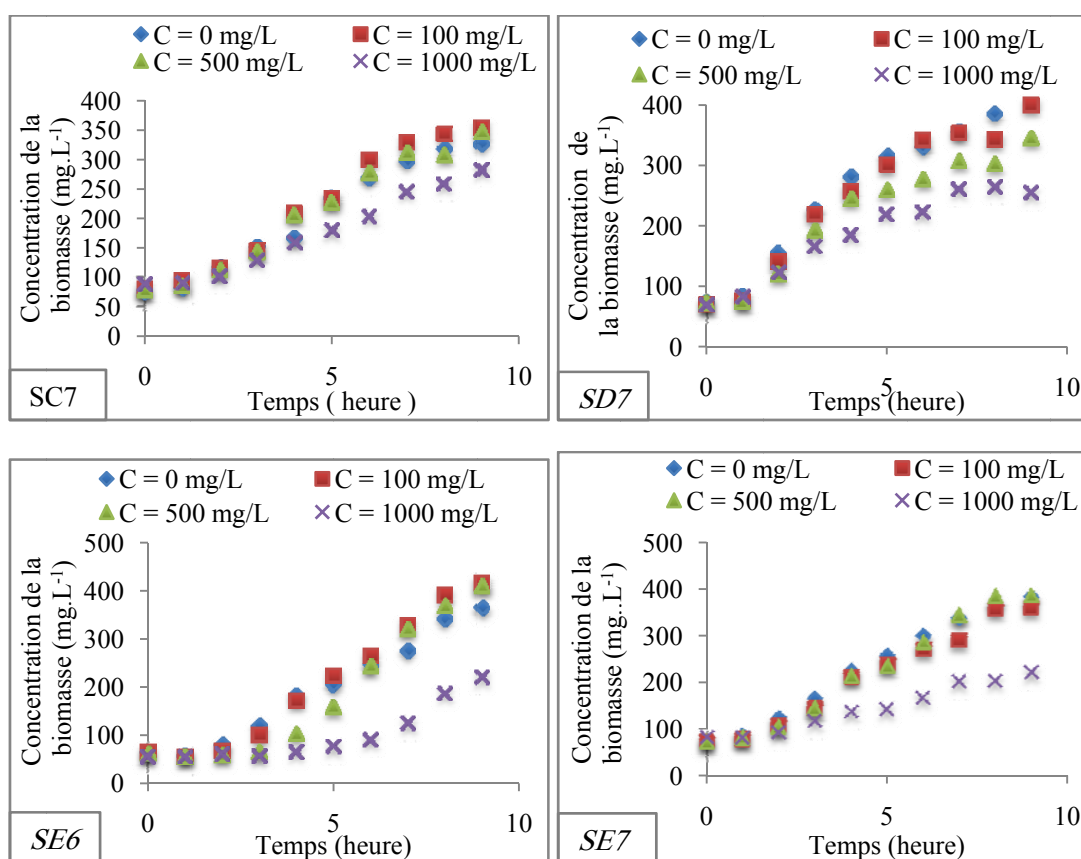 C = 0 mg/L
C = 100 mg/L
C = 500 mg/L
C = 1000 mg/L
Concentration de la
biomasse (mg.L⁻¹)
400
350
300
250
200
150
100
50
0
0
5
10
Temps ( heure )
SC7
C = 0 mg/L
C = 100 mg/L
C = 500 mg/L
C = 1000 mg/L
Concentration de
la biomasse (mg.L⁻¹)
400
300
200
100
0
0
5
10
Temps (heure)
SD7
C = 0 mg/L
C = 100 mg/L
C = 500 mg/L
C = 1000 mg/L
Concentration de la
biomasse (mg.L⁻¹)
500
400
300
200
100
0
0
5
10
Temps (heure)
SE6
C = 0 mg/L
C = 100 mg/L
C = 500 mg/L
C = 1000 mg/L
Concentration de la
biomasse (mg..L⁻¹)
500
400
300
200
100
0
0
5
10
Temps (heure)
SE7